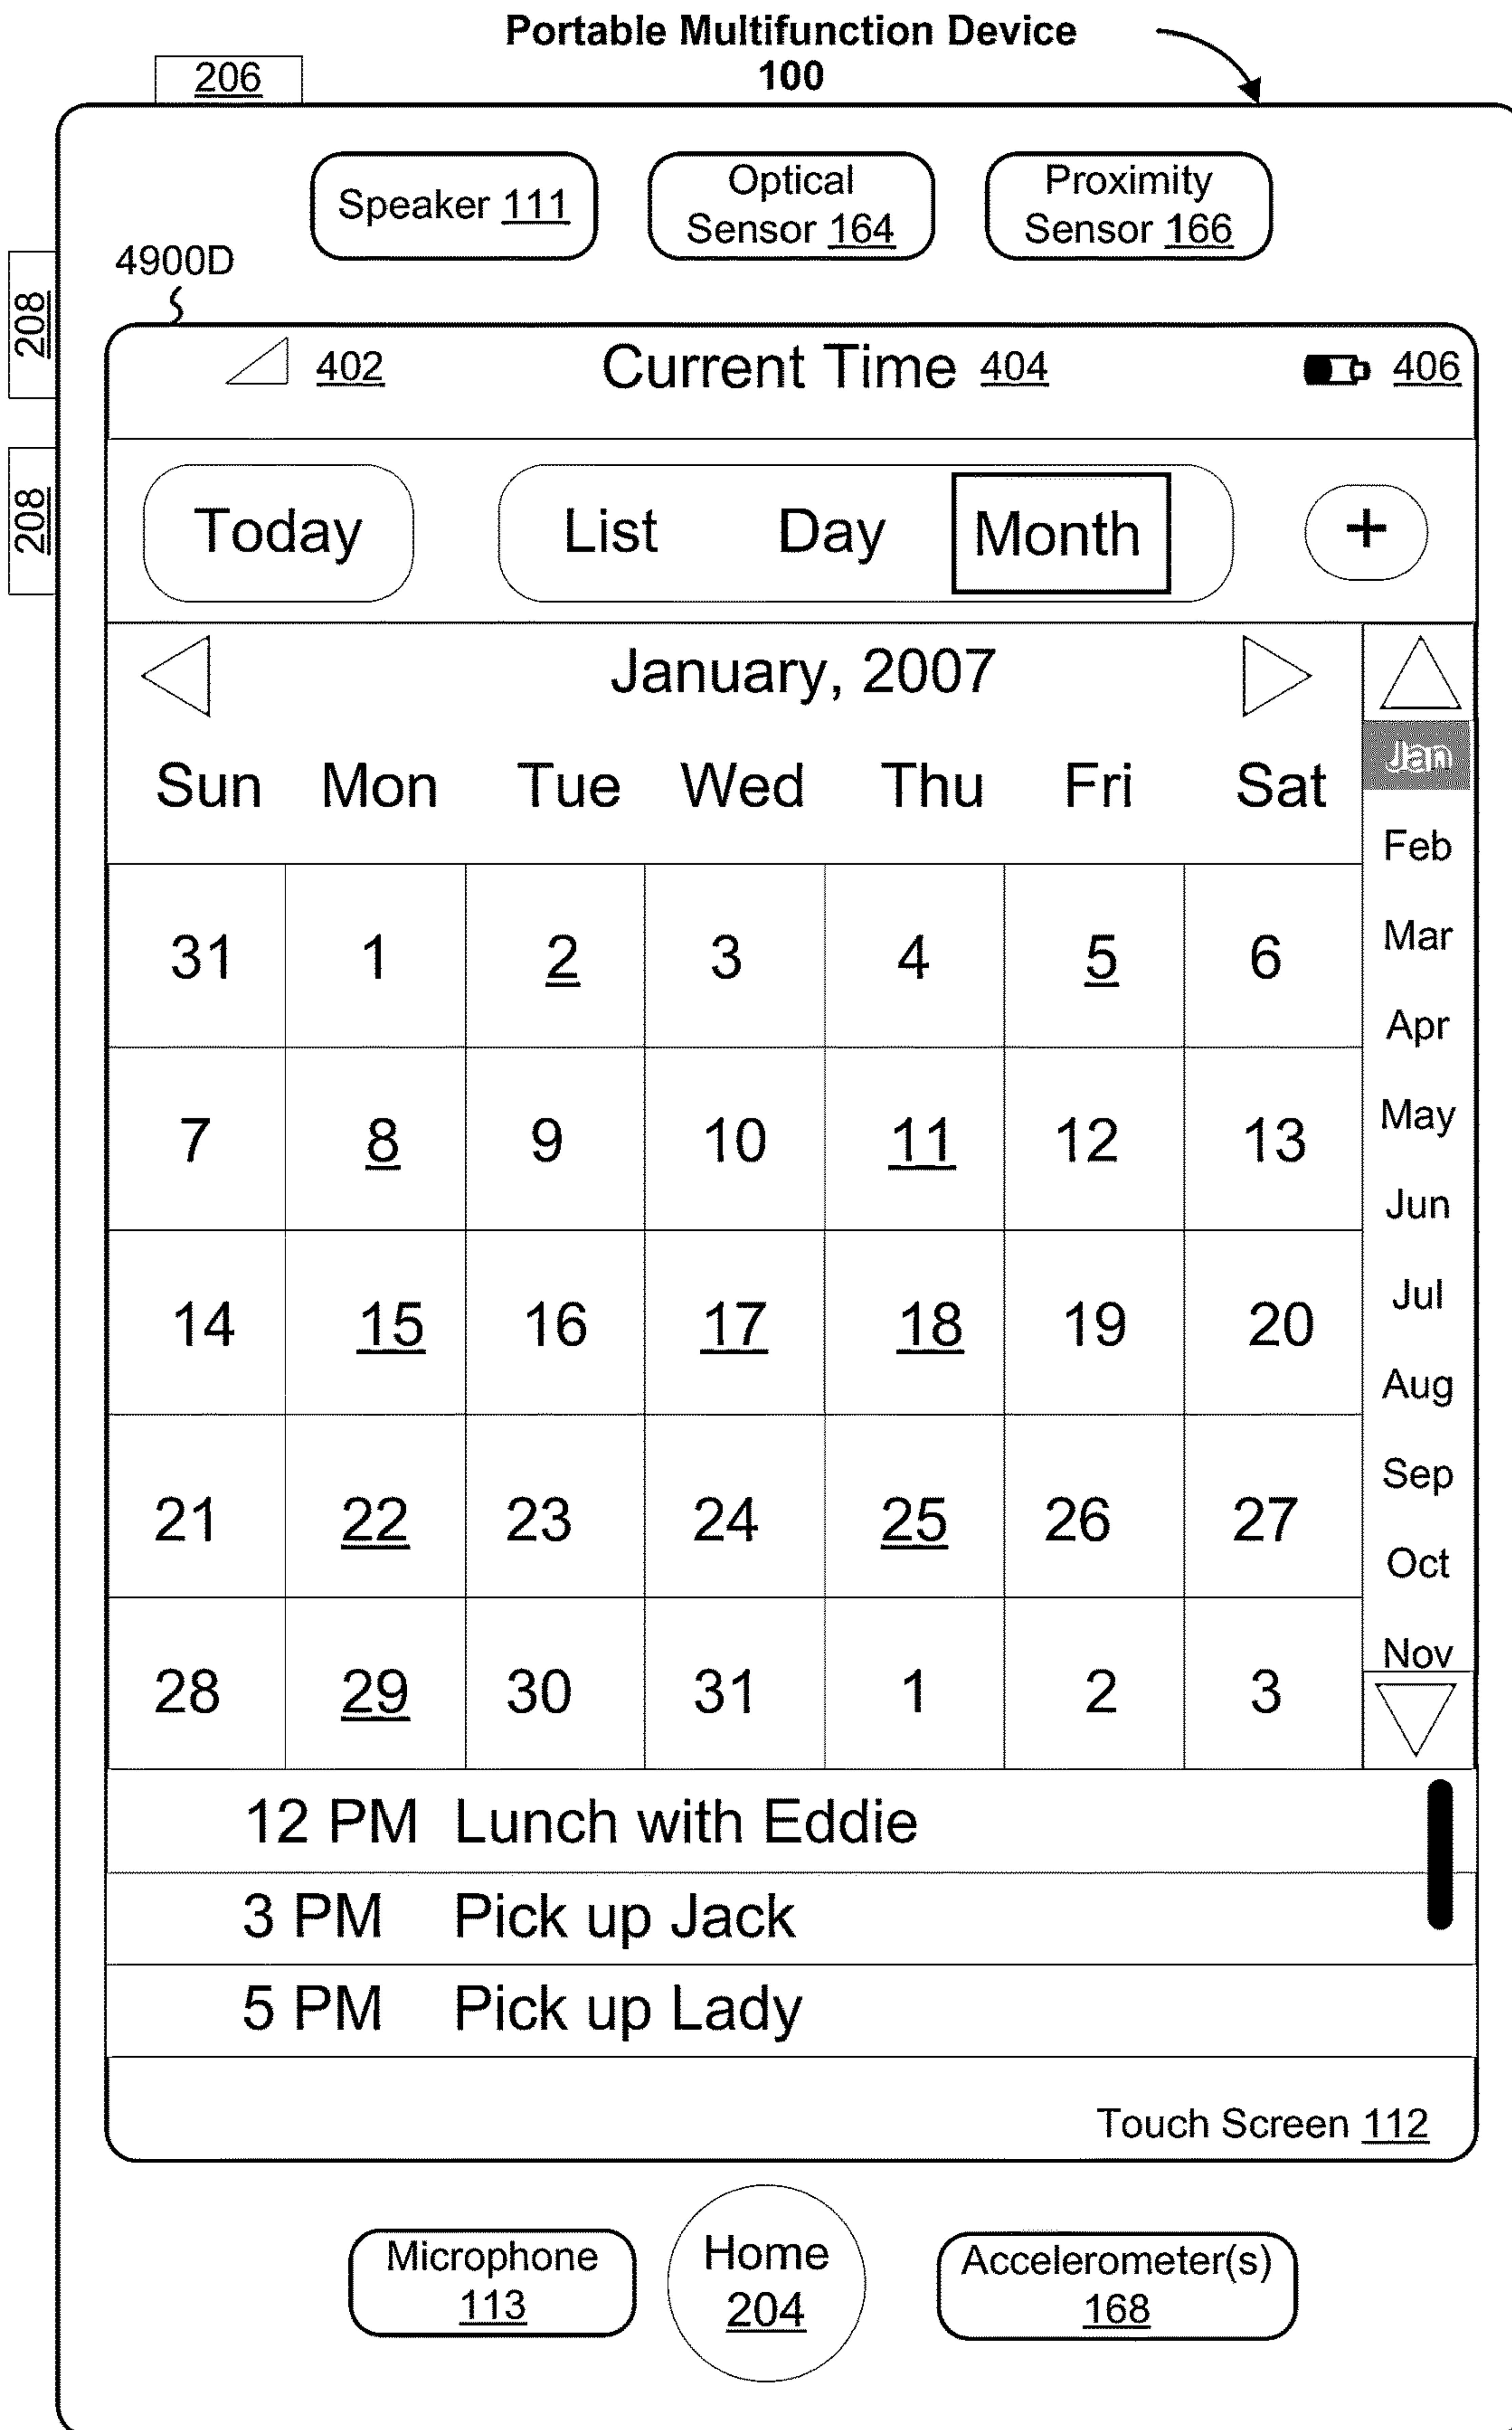 Portable Multifunction Device
100
206
Speaker 111
Optical
Sensor 164
Proximity
Sensor 166
4900D
208
208
402 Current Time 404 406
Today List Day Month +
January, 2007
Sun Mon Tue Wed Thu Fri Sat
31 1 2 3 4 5 6
7 8 9 10 11 12 13
14 15 16 17 18 19 20
21 22 23 24 25 26 27
28 29 30 31 1 2 3
Jan
Feb
Mar
Apr
May
Jun
Jul
Aug
Sep
Oct
Nov
12 PM Lunch with Eddie
3 PM Pick up Jack
5 PM Pick up Lady
Touch Screen 112
Microphone
113
Home
204
Accelerometer(s)
168